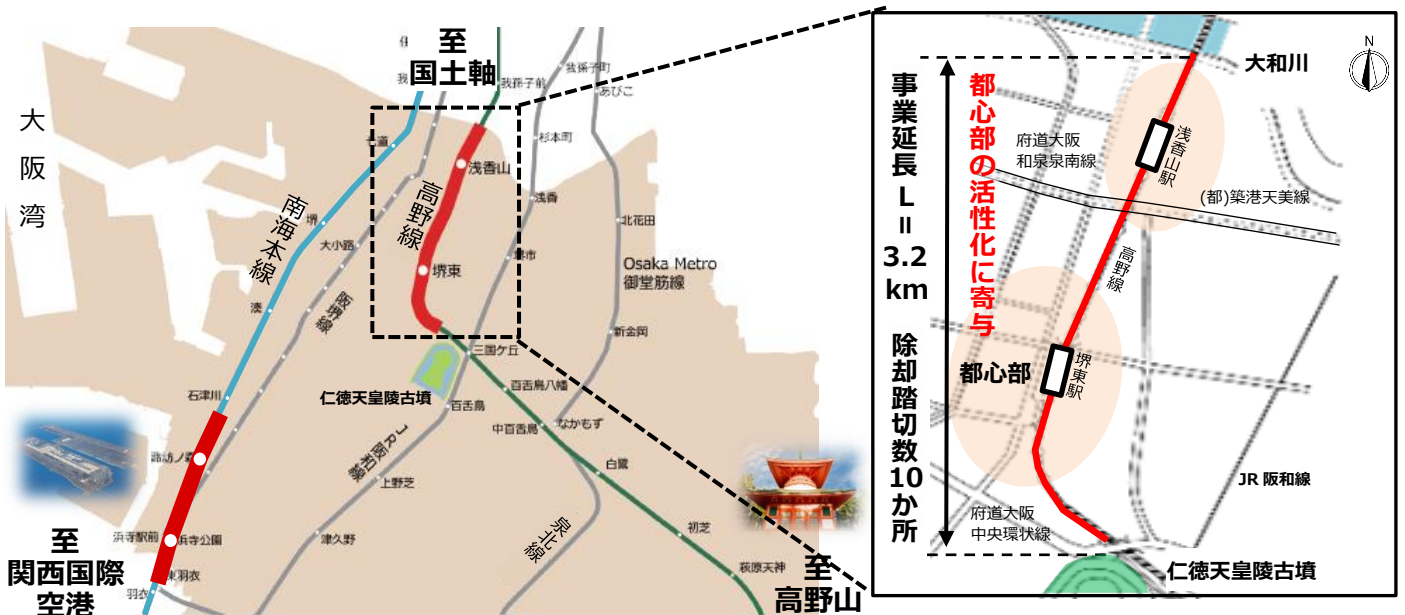 至
国土軸
大阪湾
住
我
我孫子前
我孫子町
あびこ
七道
杉本町
浅香山
浅香
高野線
北花田
南海本線
堺
大小路
堺市
堺東
Osaka Metro
御堂筋線
阪堺線
湊
新金岡
三国ケ丘
石津川
仁徳天皇陵古墳
百舌鳥八幡
百舌鳥
中百舌鳥
なかもず
諏訪ノ森
JR阪和線
白鷺
上野芝
初芝
浜寺駅前
浜寺公園
津久野
泉北線
東羽衣
羽衣
萩原天神
至
関西国際
空港
至
高野山
事業延長L=3.2km 除却踏切数10か所
都心部の活性化に寄与
大和川
N
府道大阪
和泉泉南線
浅香山駅
(都)築港天美線
高野線
都心部
堺東駅
JR 阪和線
府道大阪
中央環状線
仁徳天皇陵古墳